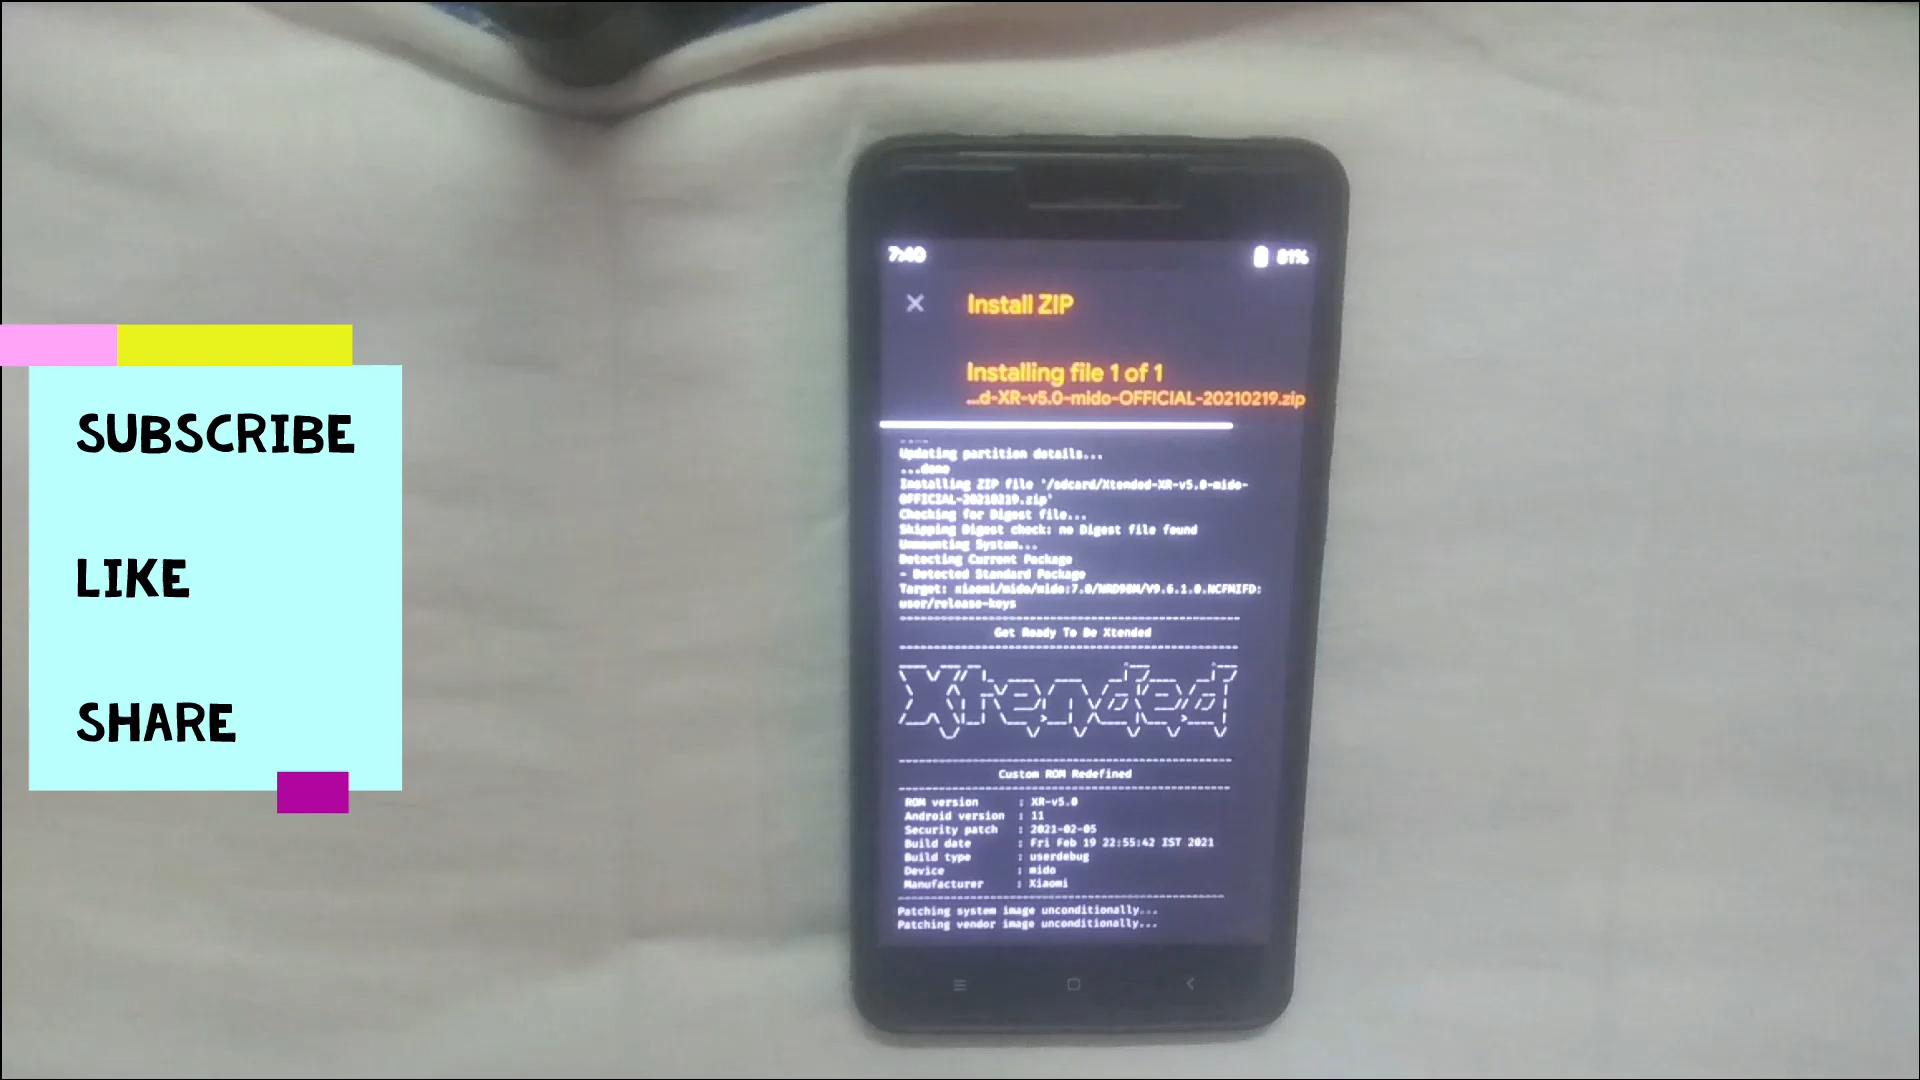 SUBSCRIBE
LIKE
SHARE
7:40
81%
Install ZIP
Installing file 1 of 1
...d-XR-v5.0-mido-OFFICIAL-20210219.zip
Updating partition details...
...done
Installing ZIP file '/sdcard/Xtended-XR-v5.0-mido-
OFFICIAL-20210219.zip'
Checking for Digest file...
Skipping Digest check: no Digest file found
Unmounting System...
Detecting Current Package
- Detected Standard Package
Target: xiaomi/mido/mido:7.0/NRD90M/V9.6.1.0.NCFMIFD:
user/release-keys
Get Ready To Be Xtended
Xtended
Custom ROM Redefined
ROM version : XR-v5.0
Android version : 11
Security patch : 2021-02-05
Build date : Fri Feb 19 22:55:42 IST 2021
Build type : userdebug
Device : mido
Manufacturer : Xiaomi
Patching system image unconditionally...
Patching vendor image unconditionally...